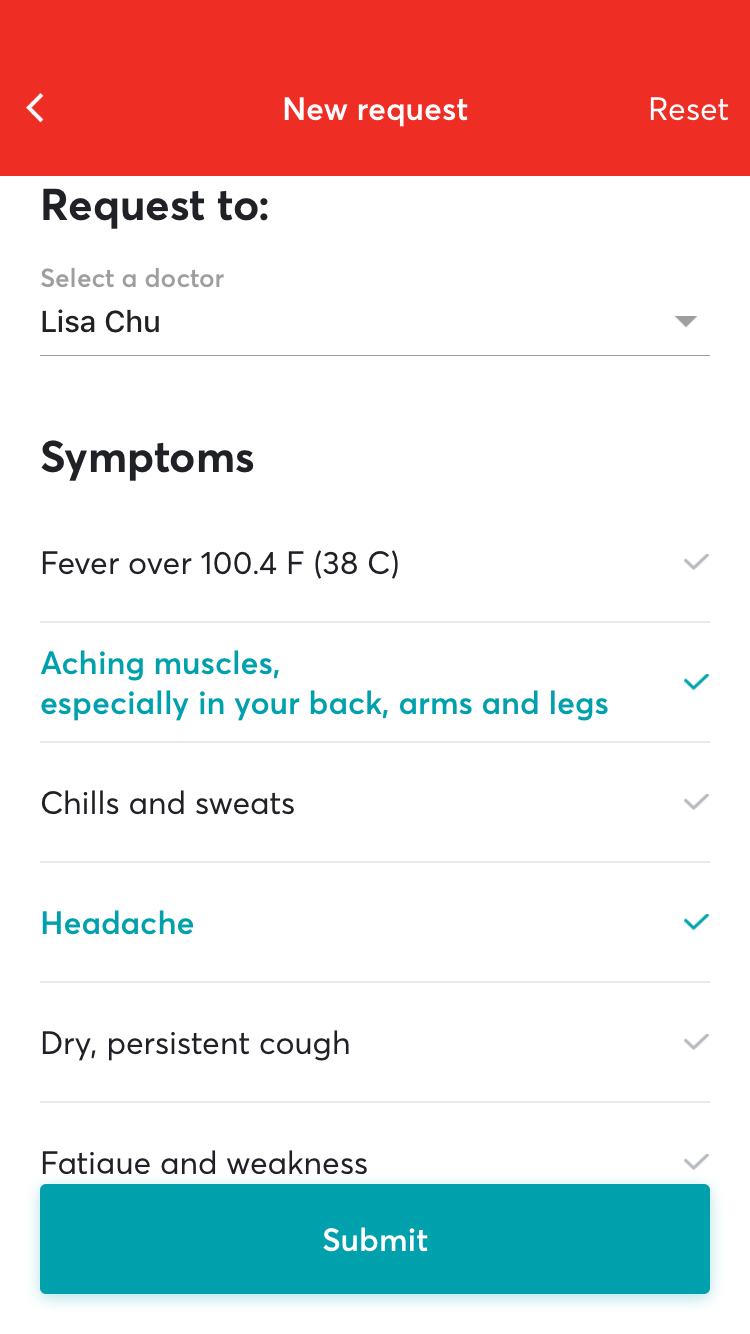 New request
Reset
Request to:
Select a doctor
Lisa Chu
Symptoms
Fever over 100.4 F (38 C)
Aching muscles,
especially in your back, arms and legs
Chills and sweats
Headache
Dry, persistent cough
Fatigue and weakness
Submit